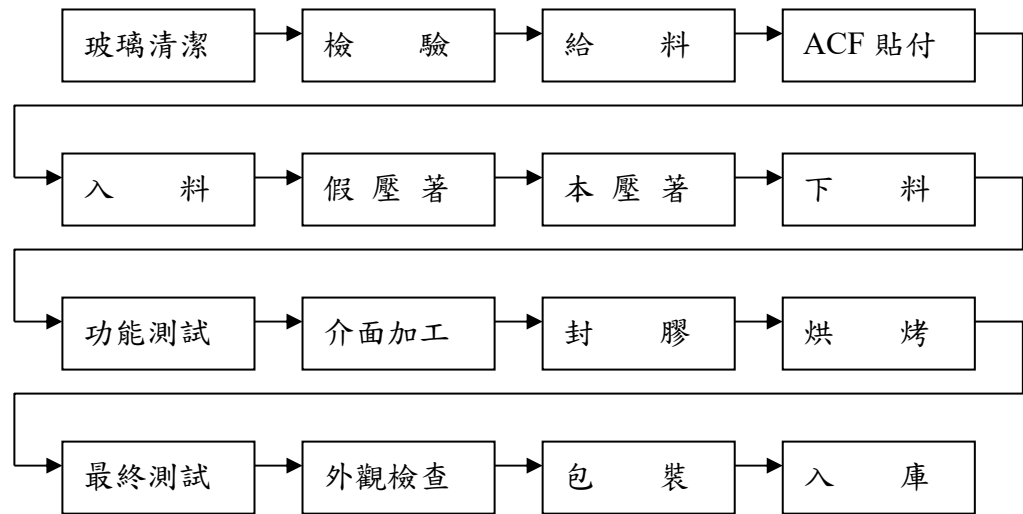 玻璃清潔 檢驗 給料 ACF 貼付
入料 假壓著 本壓著 下料
功能測試 介面加工 封膠 烘烤
最終測試 外觀檢查 包裝 入庫